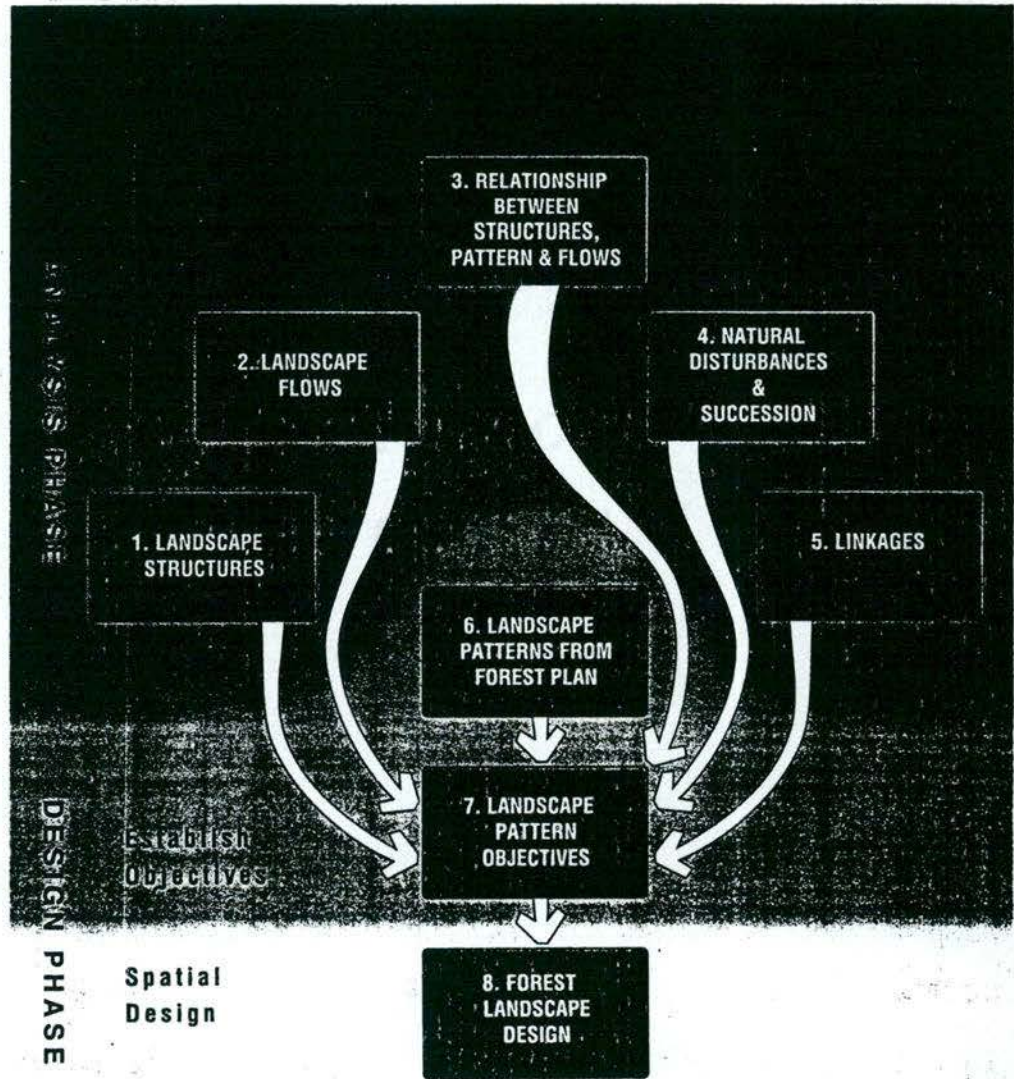 3. RELATIONSHIP
BETWEEN
STRUCTURES,
PATTERN & FLOWS
2. LANDSCAPE
FLOWS
4. NATURAL
DISTURBANCES
&
SUCCESSION
1. LANDSCAPE
STRUCTURES
5. LINKAGES
ANALYSIS PHASE
6. LANDSCAPE
PATTERNS FROM
FOREST PLAN
7. LANDSCAPE
PATTERN
OBJECTIVES
Establish
Objectives
DESIGN PHASE
Spatial
Design
8. FOREST
LANDSCAPE
DESIGN